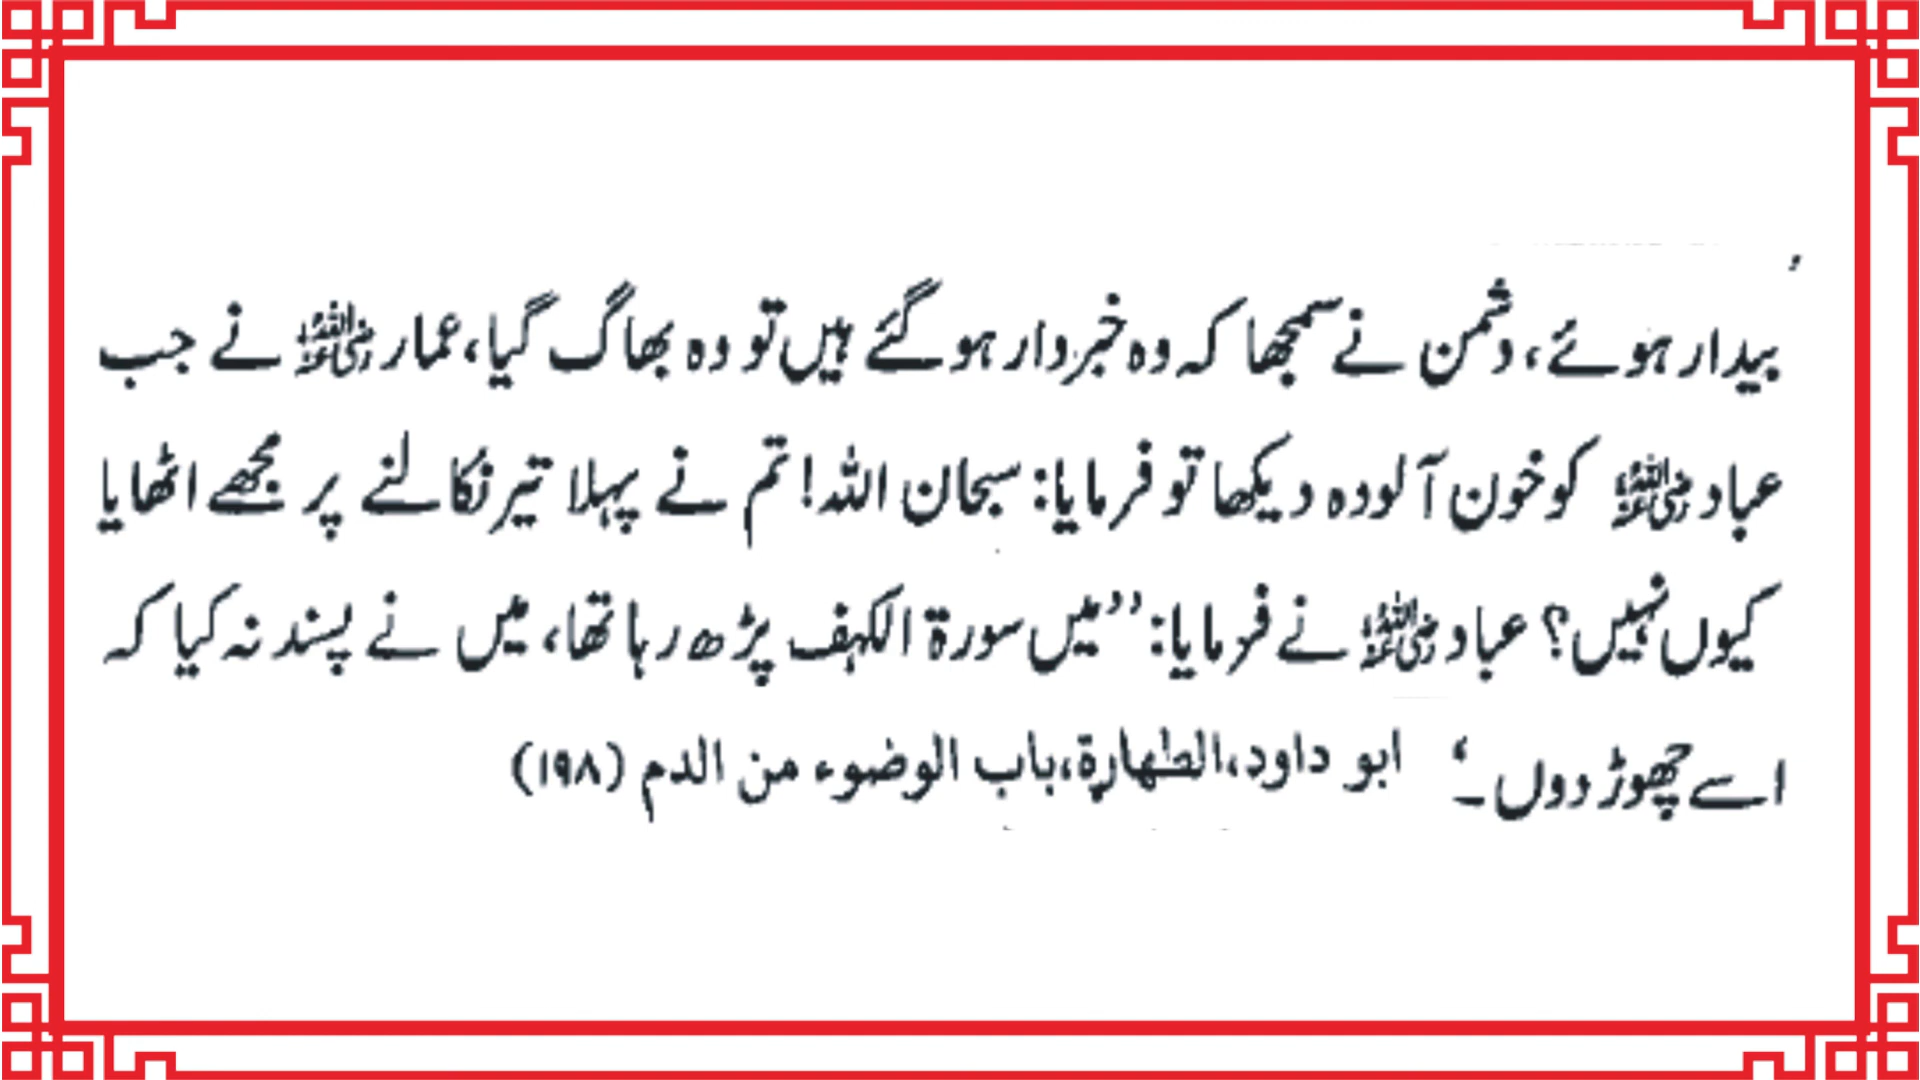 بیدار ہوئے، دشمن نے سمجھا کہ وہ خبردار ہو گئے ہیں تو وہ بھاگ گیا، عمار رضی اللہ عنہ نے جب
عباد رضی اللہ عنہ کو خون آلودہ دیکھا تو فرمایا: سبحان اللہ! تم نے پہلا تیر نکالنے پر مجھے اٹھایا
کیوں نہیں؟ عباد رضی اللہ عنہ نے فرمایا: ’’میں سورۃ الکہف پڑھ رہا تھا، میں نے پسند نہ کیا کہ
اسے چھوڑ دوں۔‘ ابو داود،الطهارة،باب الوضوء من الدم (۱۹۸)